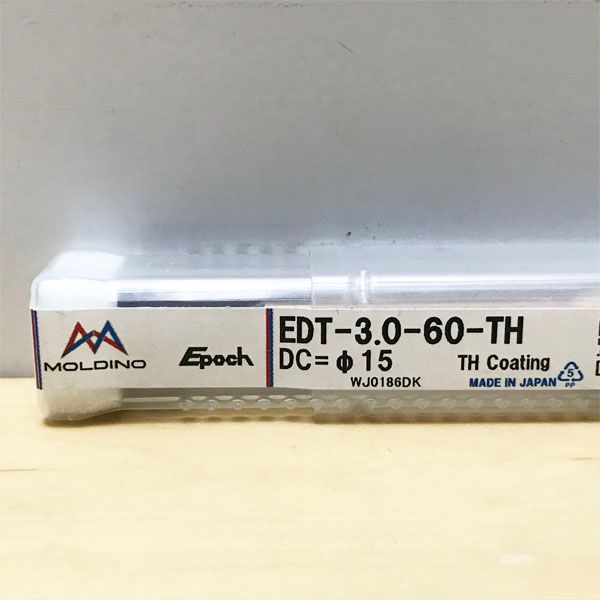 MOLDINO
Epoch
EDT-3.0-60-TH
DC=φ15 TH Coating
WJ0186DK
MADE IN JAPAN 5 PP